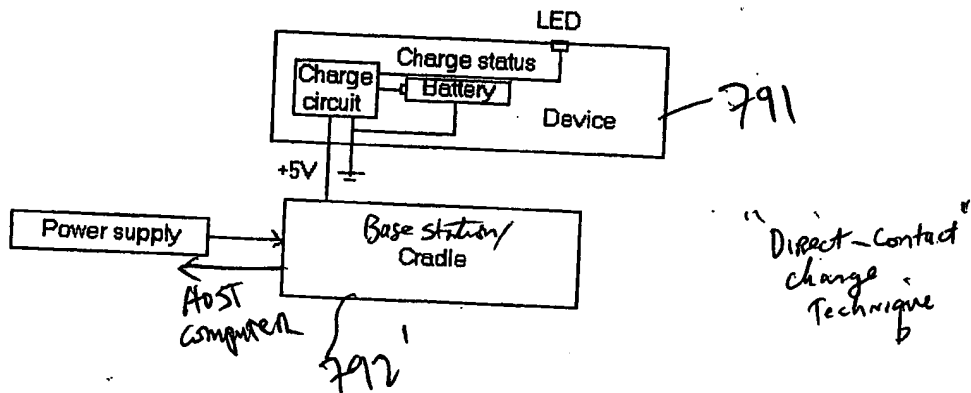 LED
Charge status
Charge
circuit
Battery
Device
791
+5V
Power supply
Base station/
Cradle
HOST
Computer
792'
"Direct-Contact"
charge
Technique